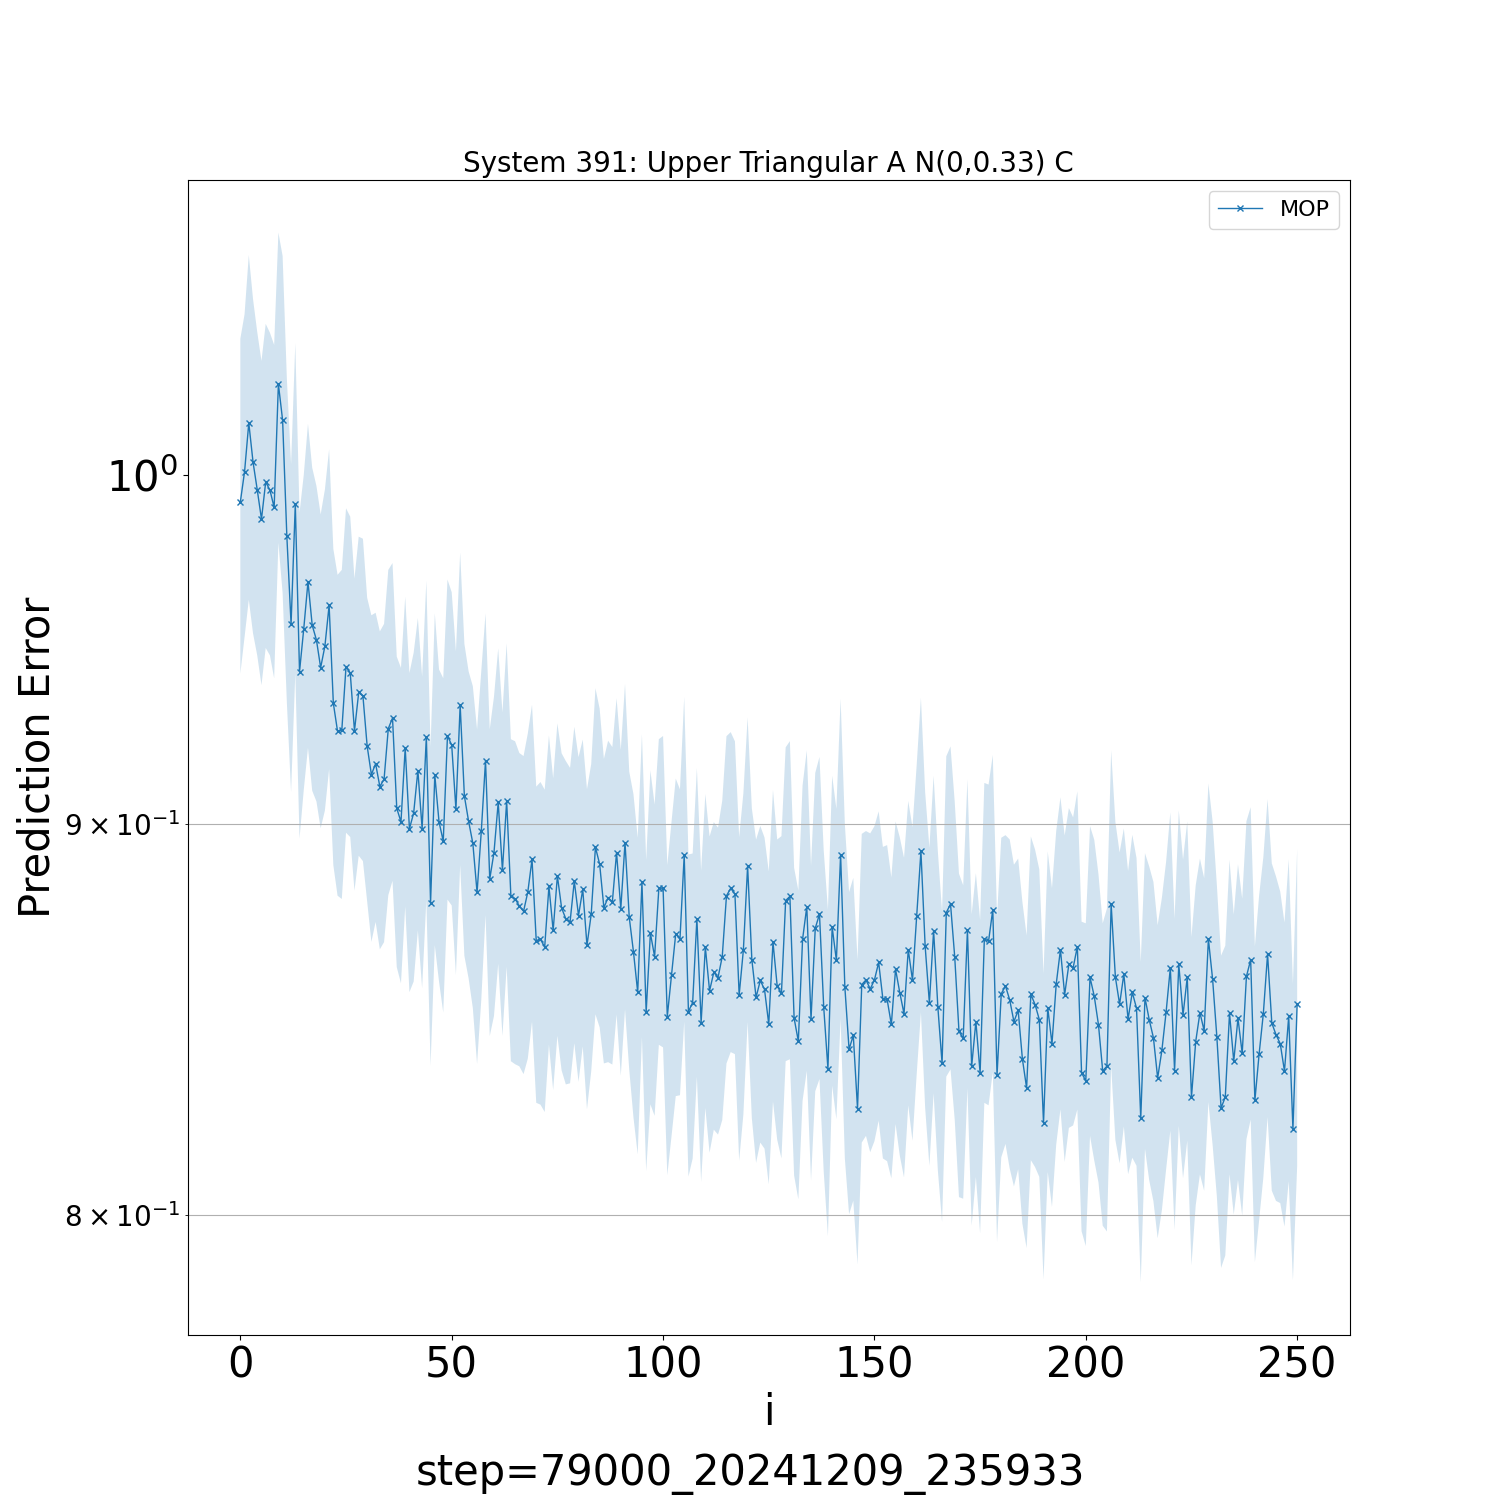 System 391: Upper Triangular A N(0,0.33) C
MOP
Prediction Error
10⁰
9 × 10⁻¹
8 × 10⁻¹
0 50 100 150 200 250
i
step=79000_20241209_235933